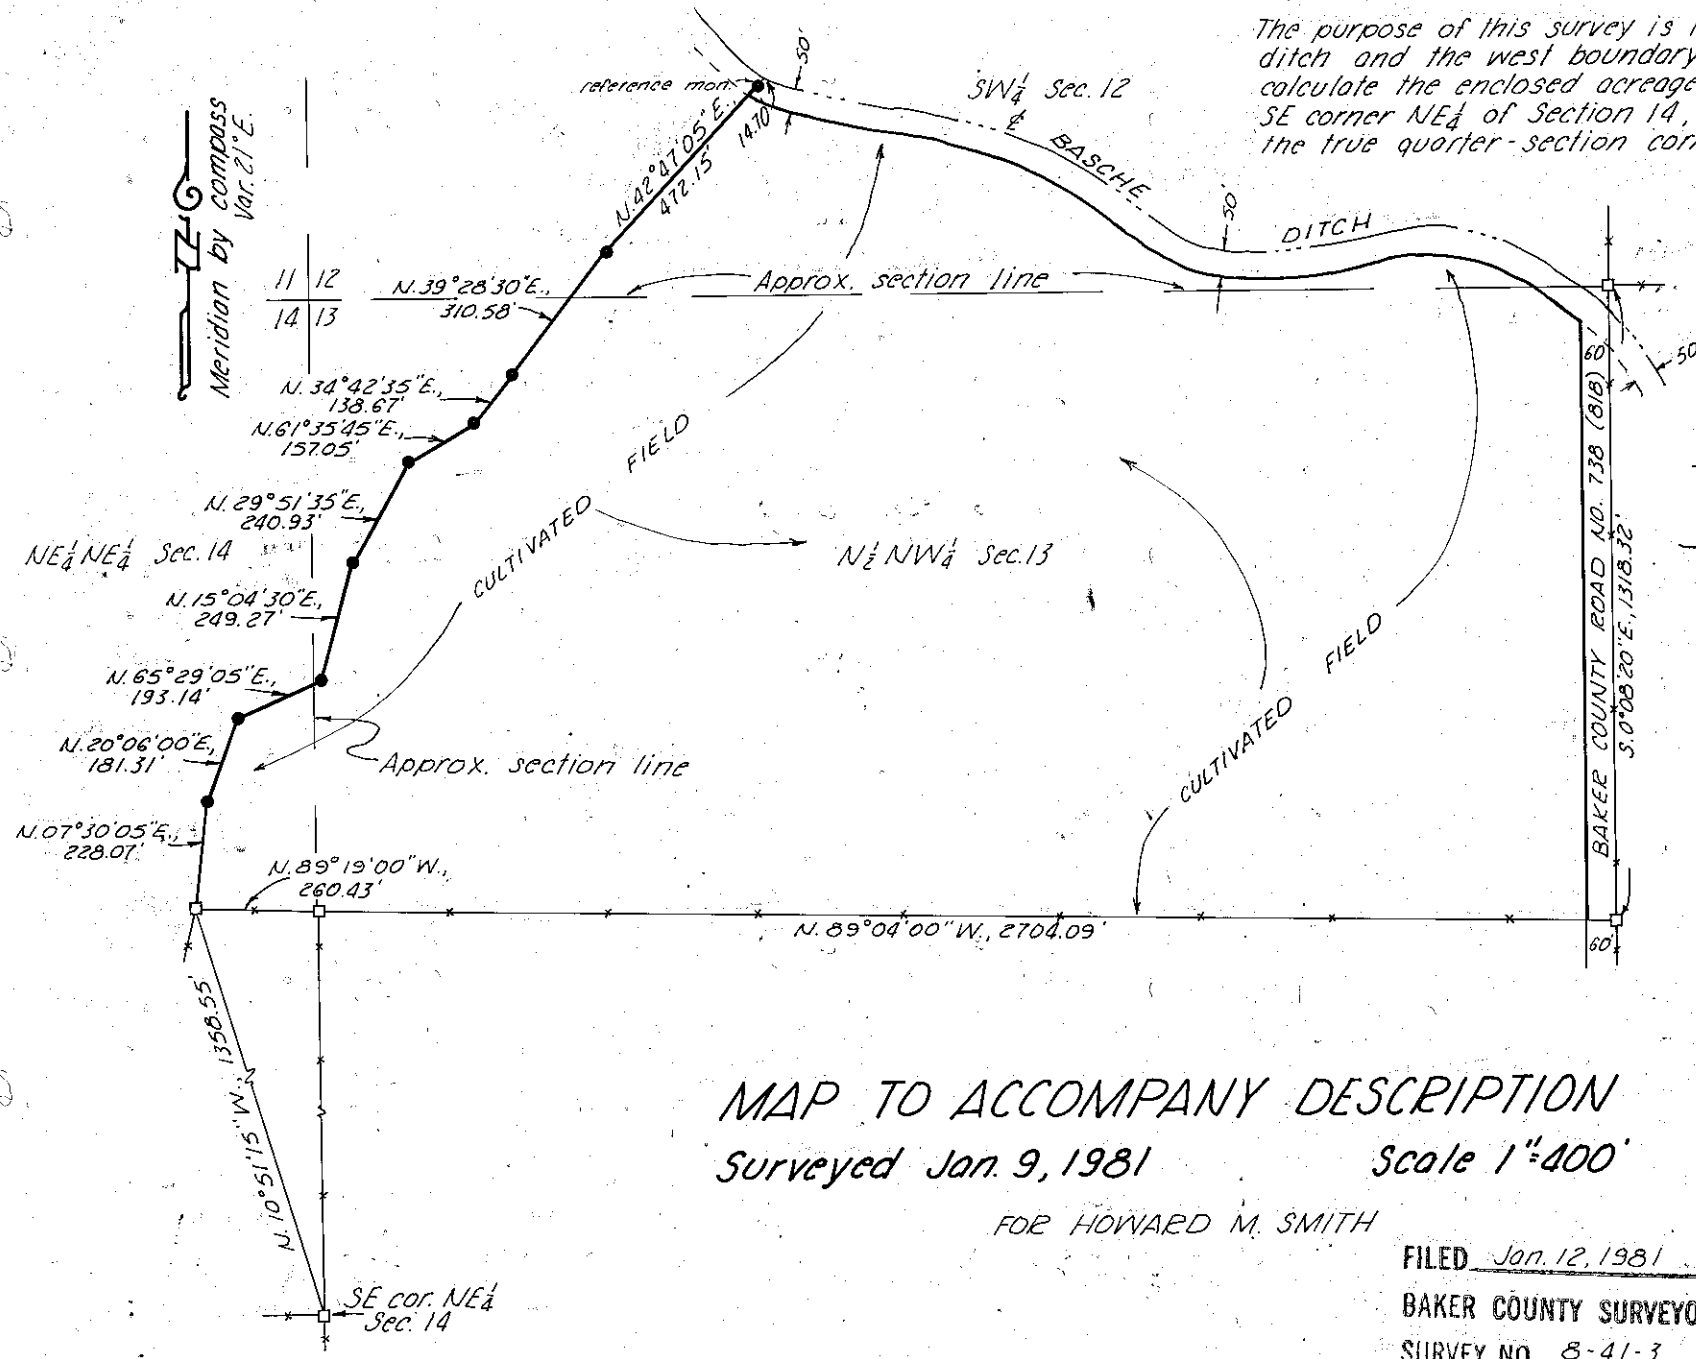 The purpose of this survey is
ditch and the west boundary
calculate the enclosed acreage
SE corner NE¼ of Section 14,
the true quarter-section
reference mon.
50'
SW¼ Sec. 12
℄
BASCHE
DITCH
50'
N.42°47'05"E.,
472.15'
14.70'
Meridian by compass
Var. 21° E.
11 12
14 13
N.39°28'30"E.,
310.58'
Approx. section line
N.34°42'35"E.,
138.67'
N.61°35'45"E.,
157.05'
60'
50'
CULTIVATED FIELD
N.29°51'35"E.,
240.93'
NE¼ NE¼ Sec. 14
N½ NW¼ Sec. 13
N.15°04'30"E.,
249.27'
BAKER COUNTY ROAD NO. 738 (818)
S.0°08'20"E., 1318.32'
N.65°29'05"E.,
193.14'
CULTIVATED FIELD
N.20°06'00"E.,
181.31'
Approx. section line
N.07°30'05"E.,
228.07'
N.89°19'00"W.,
260.43'
N.89°04'00"W., 2704.09'
60'
N.10°51'15"W., 1358.55'
MAP TO ACCOMPANY DESCRIPTION
Surveyed Jan. 9, 1981 Scale 1"=400'
FOR HOWARD M. SMITH
FILED Jan. 12, 1981
SE cor. NE¼
Sec. 14
BAKER COUNTY SURVEYO
SURVEY NO. 8-41-3